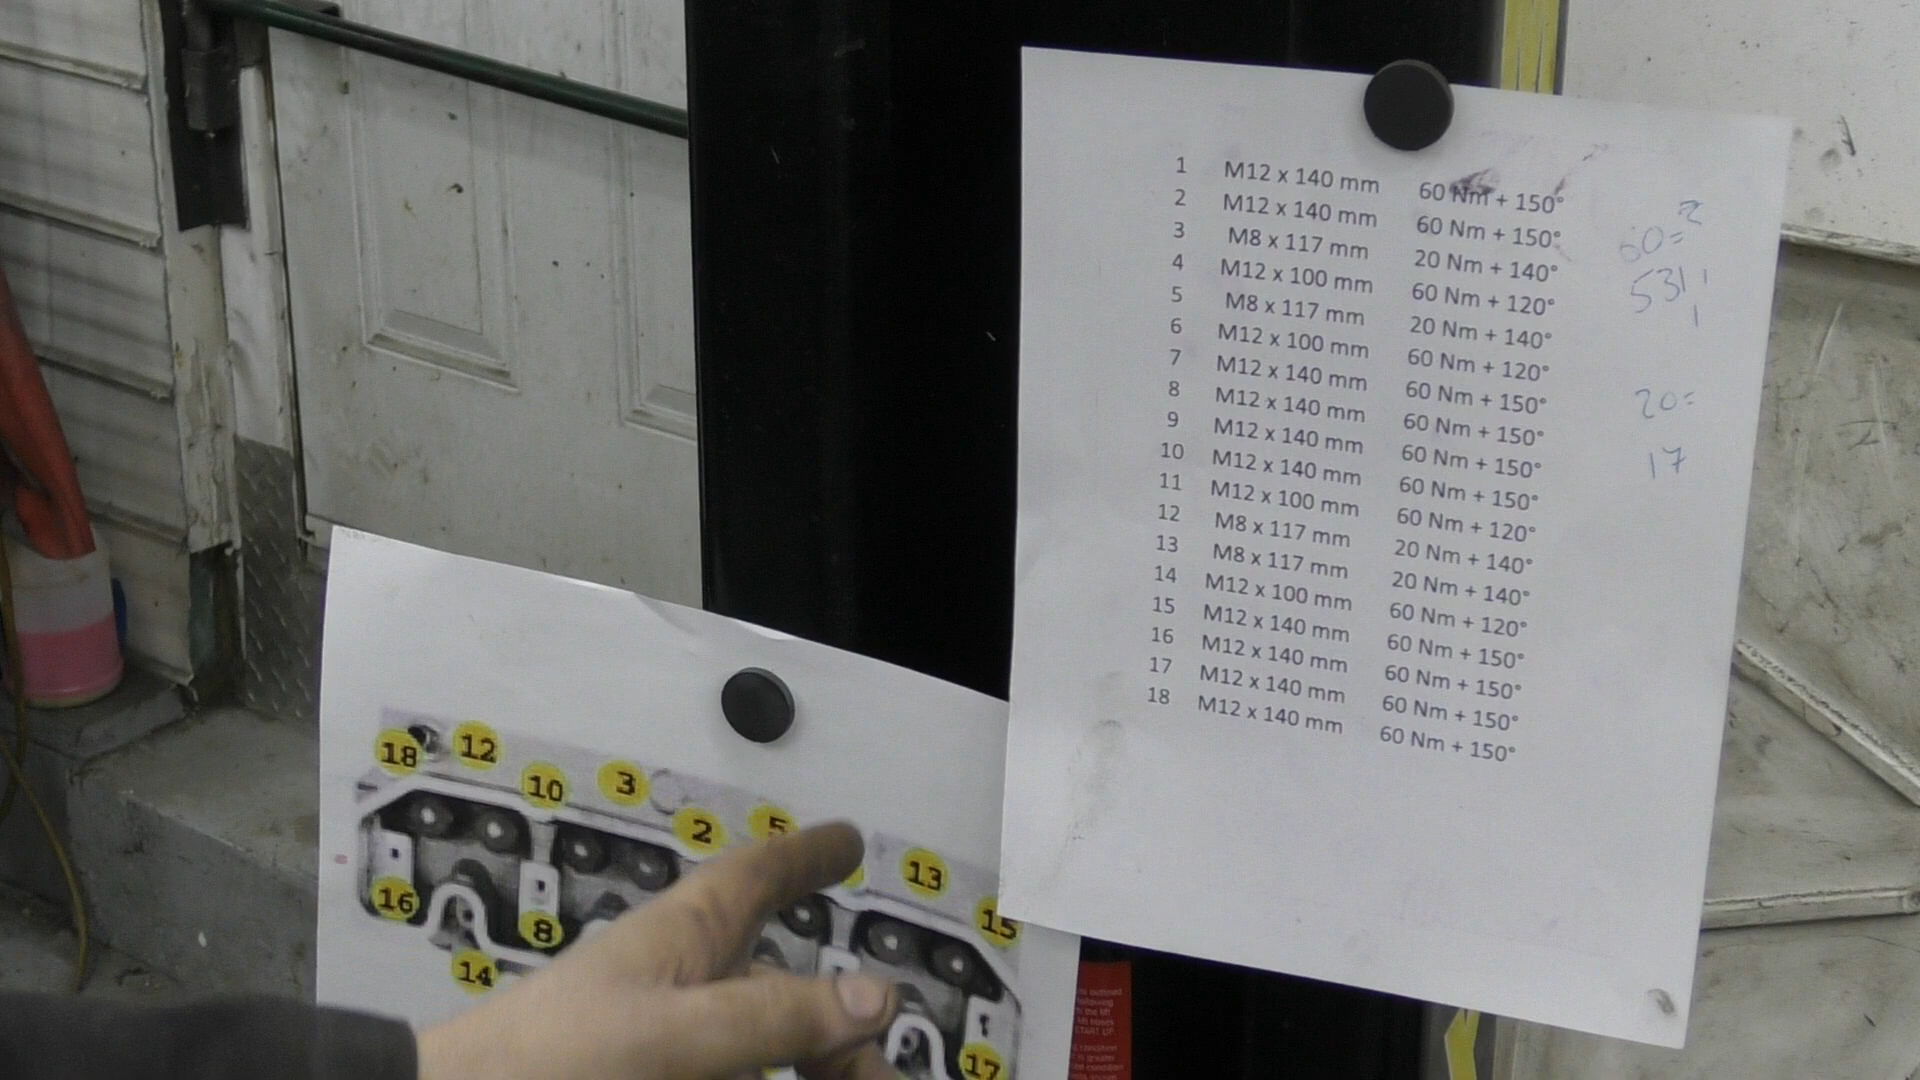 1 M12 x 140 mm 60 Nm + 150°
2 M12 x 140 mm 60 Nm + 150°
3 M8 x 117 mm 20 Nm + 140°
4 M12 x 100 mm 60 Nm + 120°
5 M8 x 117 mm 20 Nm + 140°
6 M12 x 100 mm 60 Nm + 120°
7 M12 x 140 mm 60 Nm + 150°
8 M12 x 140 mm 60 Nm + 150°
9 M12 x 140 mm 60 Nm + 150°
10 M12 x 140 mm 60 Nm + 150°
11 M12 x 100 mm 60 Nm + 120°
12 M8 x 117 mm 20 Nm + 140°
13 M8 x 117 mm 20 Nm + 140°
14 M12 x 100 mm 60 Nm + 120°
15 M12 x 140 mm 60 Nm + 150°
16 M12 x 140 mm 60 Nm + 150°
17 M12 x 140 mm 60 Nm + 150°
18 M12 x 140 mm 60 Nm + 150°
60=
20=
17
18 12
10 3
2 5
13
15
16
8
14
17
START UP
condition
is greater